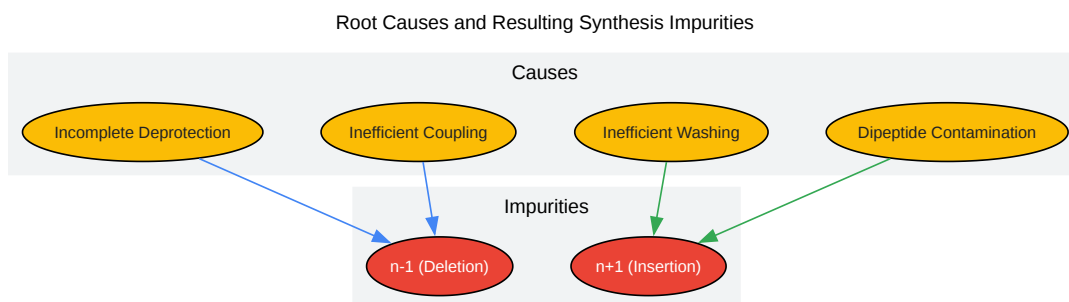 Root Causes and Resulting Synthesis Impurities
Causes
Incomplete Deprotection
Inefficient Coupling
Inefficient Washing
Dipeptide Contamination
Impurities
n-1 (Deletion)
n+1 (Insertion)